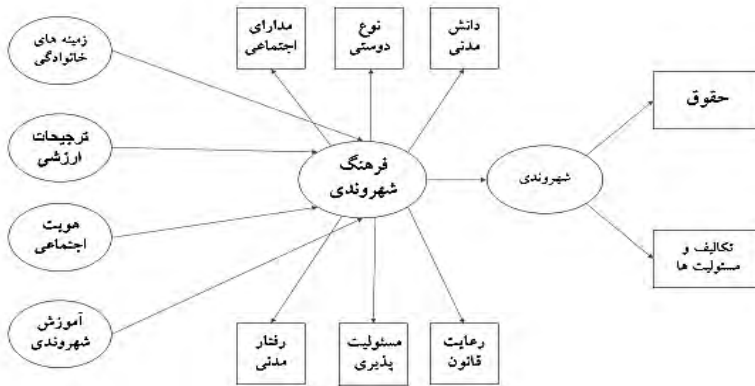 زمینه های
خانوادگی
ترجیحات
ارزشی
هویت
اجتماعی
آموزش
شهروندی
مدارای
اجتماعی
نوع
دوستی
دانش
مدنی
فرهنگ
شهروندی
رفتار
مدنی
مسئولیت
پذیری
رعایت
قانون
شهروندی
حقوق
تکالیف و
مسئولیت ها